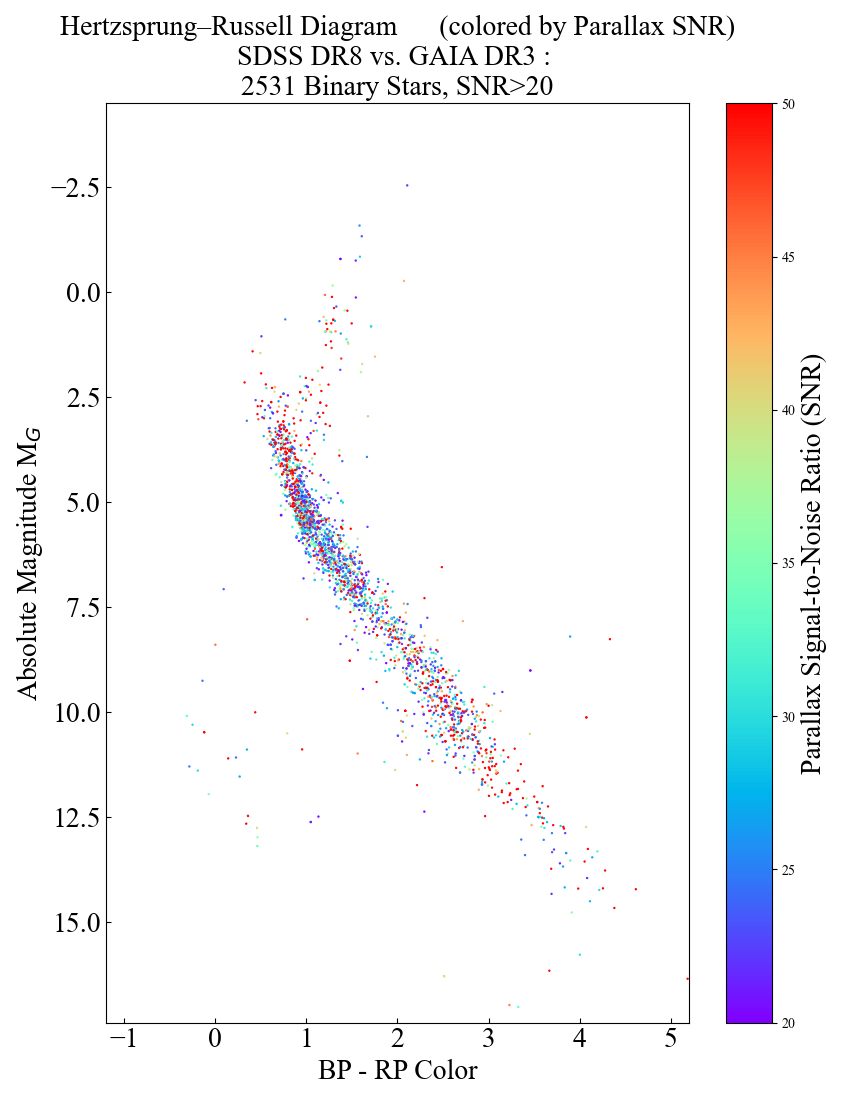 Hertzsprung–Russell Diagram (colored by Parallax SNR)
SDSS DR8 vs. GAIA DR3 :
2531 Binary Stars, SNR>20
−2.5
0.0
2.5
5.0
7.5
10.0
12.5
15.0
Absolute Magnitude M_G
−1 0 1 2 3 4 5
BP - RP Color
50
45
40
35
30
25
20
Parallax Signal-to-Noise Ratio (SNR)